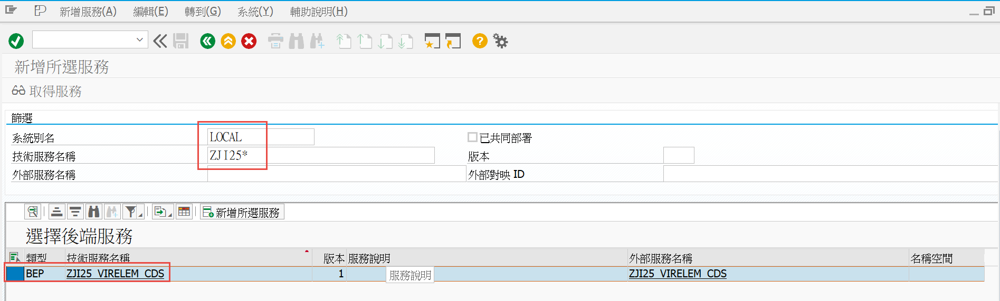 新增服務(A) 編輯(E) 轉到(G) 系統(Y) 輔助說明(H)
新增所選服務
取得服務
篩選
系統别名 LOCAL 已共同部署
技術服務名稱 ZJI25* 版本
外部服務名稱 外部對映 ID
新增所選服務
選擇後端服務
類型 技術服務名稱 版本 服務說明 外部服務名稱 名稱空間
BEP ZJI25_VIRELEM_CDS 1 ZJI25_VIRELEM_CDS
服務說明